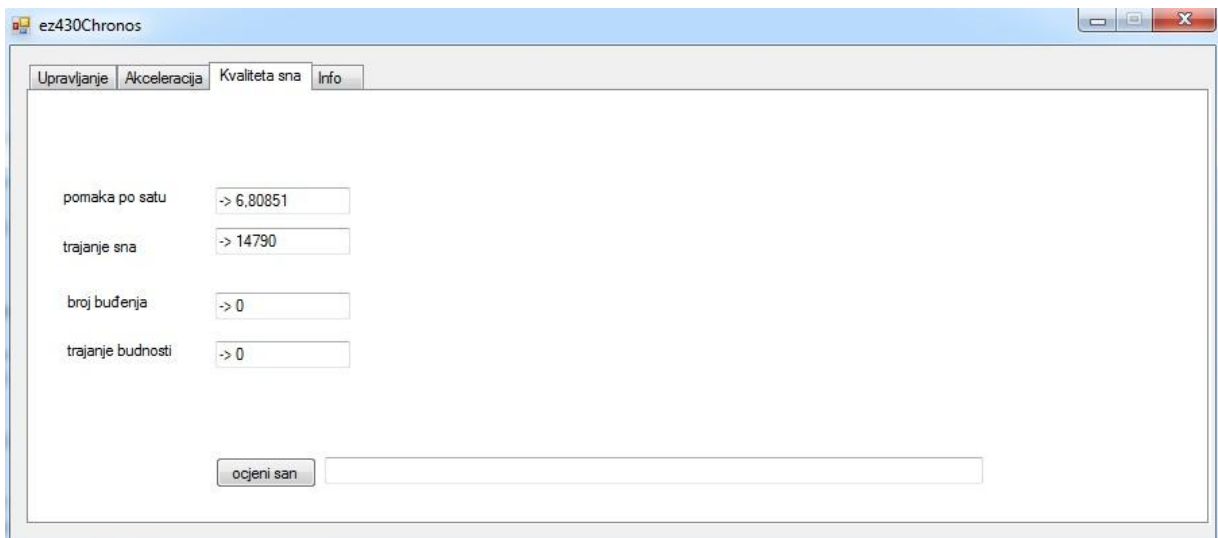 ez430Chronos
Upravljanje Akceleracija Kvaliteta sna Info
pomaka po satu -> 6,80851
trajanje sna -> 14790
broj buđenja -> 0
trajanje budnosti -> 0
ocjeni san